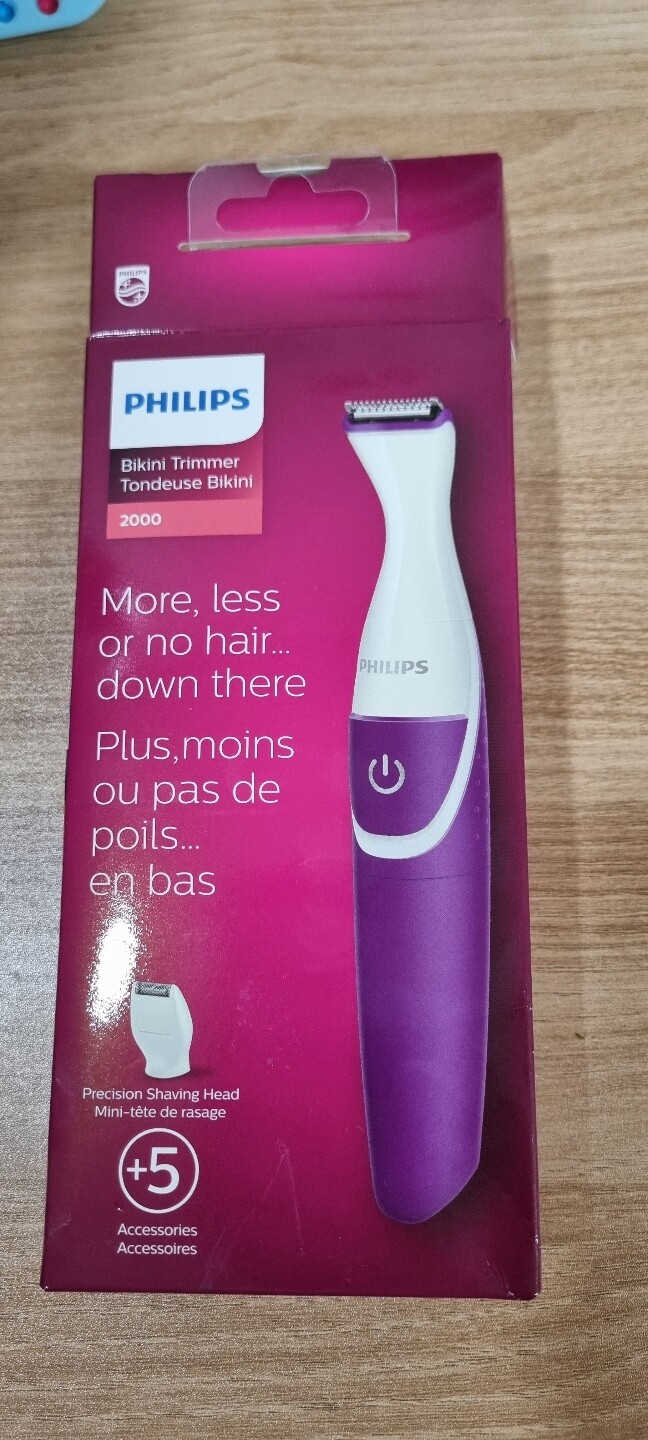 PHILIPS
PHILIPS
Bikini Trimmer
Tondeuse Bikini
2000
More, less
or no hair...
down there
Plus,moins
ou pas de
poils...
en bas
PHILIPS
Precision Shaving Head
Mini-tête de rasage
+5
Accessories
Accessoires